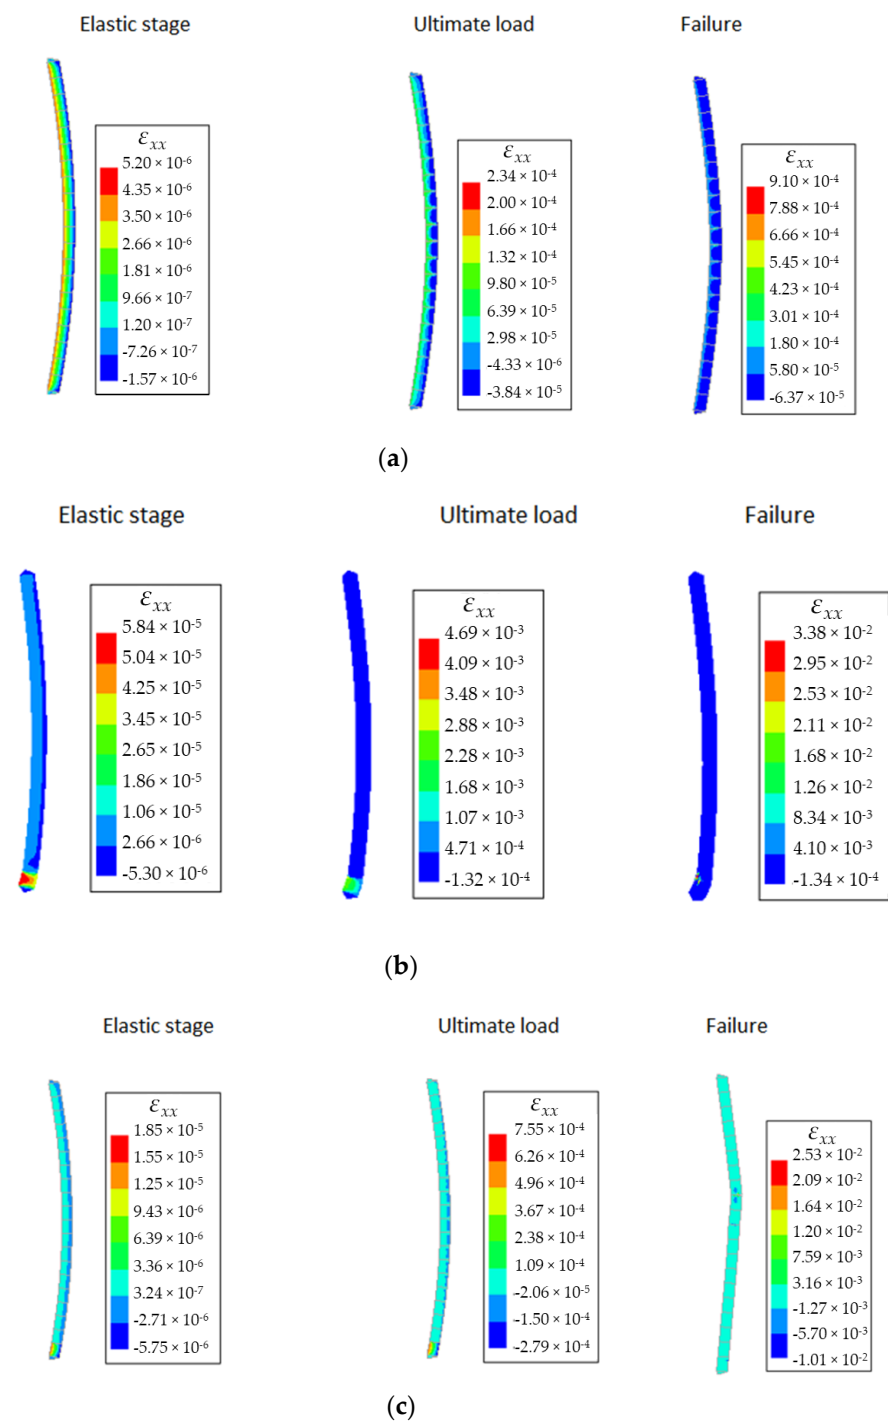 Elastic stage Ultimate load Failure
εxx
5.20 × 10-6
4.35 × 10-6
3.50 × 10-6
2.66 × 10-6
1.81 × 10-6
9.66 × 10-7
1.20 × 10-7
-7.26 × 10-7
-1.57 × 10-6
εxx
2.34 × 10-4
2.00 × 10-4
1.66 × 10-4
1.32 × 10-4
9.80 × 10-5
6.39 × 10-5
2.98 × 10-5
-4.33 × 10-6
-3.84 × 10-5
εxx
9.10 × 10-4
7.88 × 10-4
6.66 × 10-4
5.45 × 10-4
4.23 × 10-4
3.01 × 10-4
1.80 × 10-4
5.80 × 10-5
-6.37 × 10-5
(a)
Elastic stage Ultimate load Failure
εxx
5.84 × 10-5
5.04 × 10-5
4.25 × 10-5
3.45 × 10-5
2.65 × 10-5
1.86 × 10-5
1.06 × 10-5
2.66 × 10-6
-5.30 × 10-6
εxx
4.69 × 10-3
4.09 × 10-3
3.48 × 10-3
2.88 × 10-3
2.28 × 10-3
1.68 × 10-3
1.07 × 10-3
4.71 × 10-4
-1.32 × 10-4
εxx
3.38 × 10-2
2.95 × 10-2
2.53 × 10-2
2.11 × 10-2
1.68 × 10-2
1.26 × 10-2
8.34 × 10-3
4.10 × 10-3
-1.34 × 10-4
(b)
Elastic stage Ultimate load Failure
εxx
1.85 × 10-5
1.55 × 10-5
1.25 × 10-5
9.43 × 10-6
6.39 × 10-6
3.36 × 10-6
3.24 × 10-7
-2.71 × 10-6
-5.75 × 10-6
εxx
7.55 × 10-4
6.26 × 10-4
4.96 × 10-4
3.67 × 10-4
2.38 × 10-4
1.09 × 10-4
-2.06 × 10-5
-1.50 × 10-4
-2.79 × 10-4
εxx
2.53 × 10-2
2.09 × 10-2
1.64 × 10-2
1.20 × 10-2
7.59 × 10-3
3.16 × 10-3
-1.27 × 10-3
-5.70 × 10-3
-1.01 × 10-2
(c)